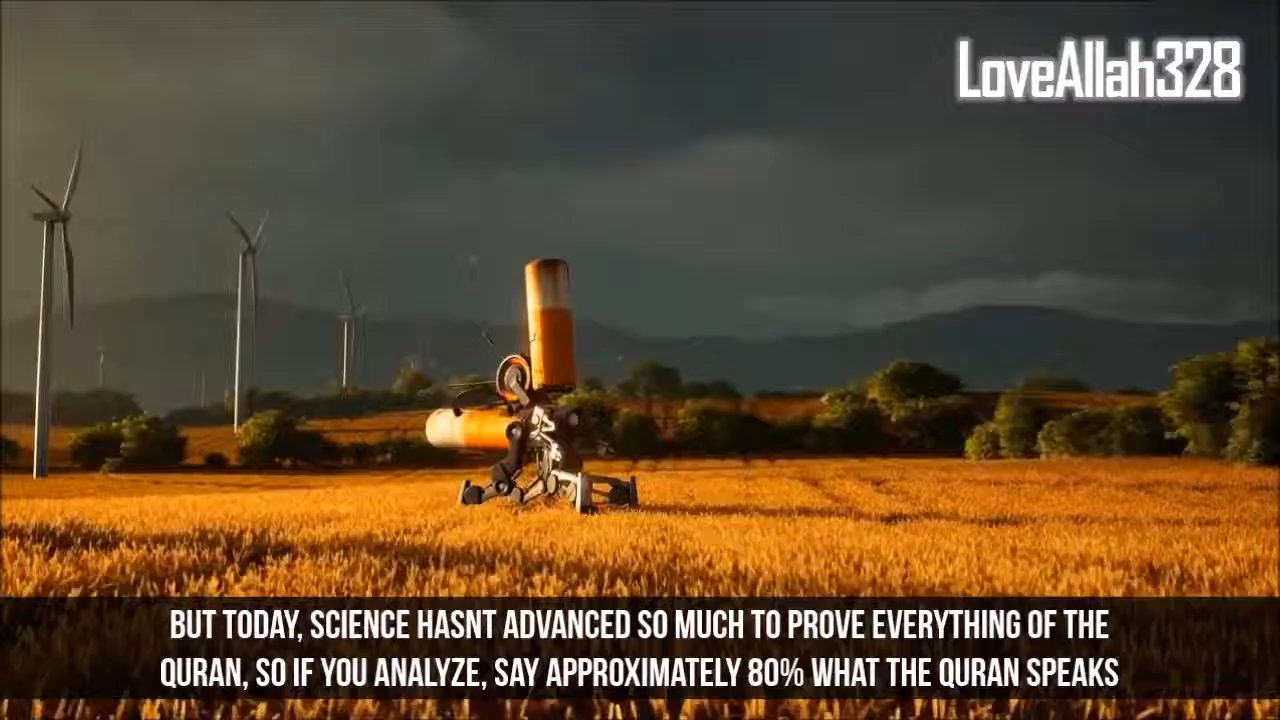 LoveAllah328
BUT TODAY, SCIENCE HASNT ADVANCED SO MUCH TO PROVE EVERYTHING OF THE
QURAN, SO IF YOU ANALYZE, SAY APPROXIMATELY 80% WHAT THE QURAN SPEAKS